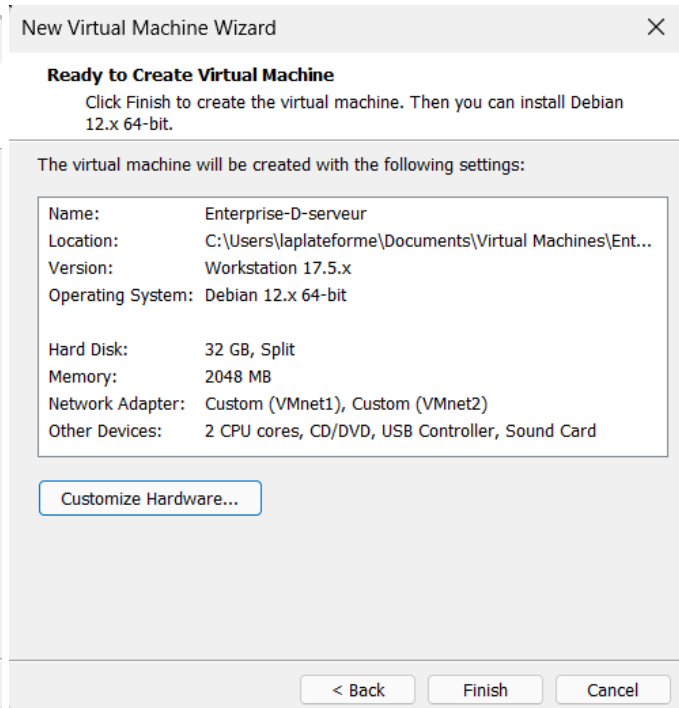 New Virtual Machine Wizard
Ready to Create Virtual Machine
Click Finish to create the virtual machine. Then you can install Debian
12.x 64-bit.
The virtual machine will be created with the following settings:
Name: Enterprise-D-serveur
Location: C:\Users\laplateforme\Documents\Virtual Machines\Ent...
Version: Workstation 17.5.x
Operating System: Debian 12.x 64-bit
Hard Disk: 32 GB, Split
Memory: 2048 MB
Network Adapter: Custom (VMnet1), Custom (VMnet2)
Other Devices: 2 CPU cores, CD/DVD, USB Controller, Sound Card
Customize Hardware...
< Back Finish Cancel